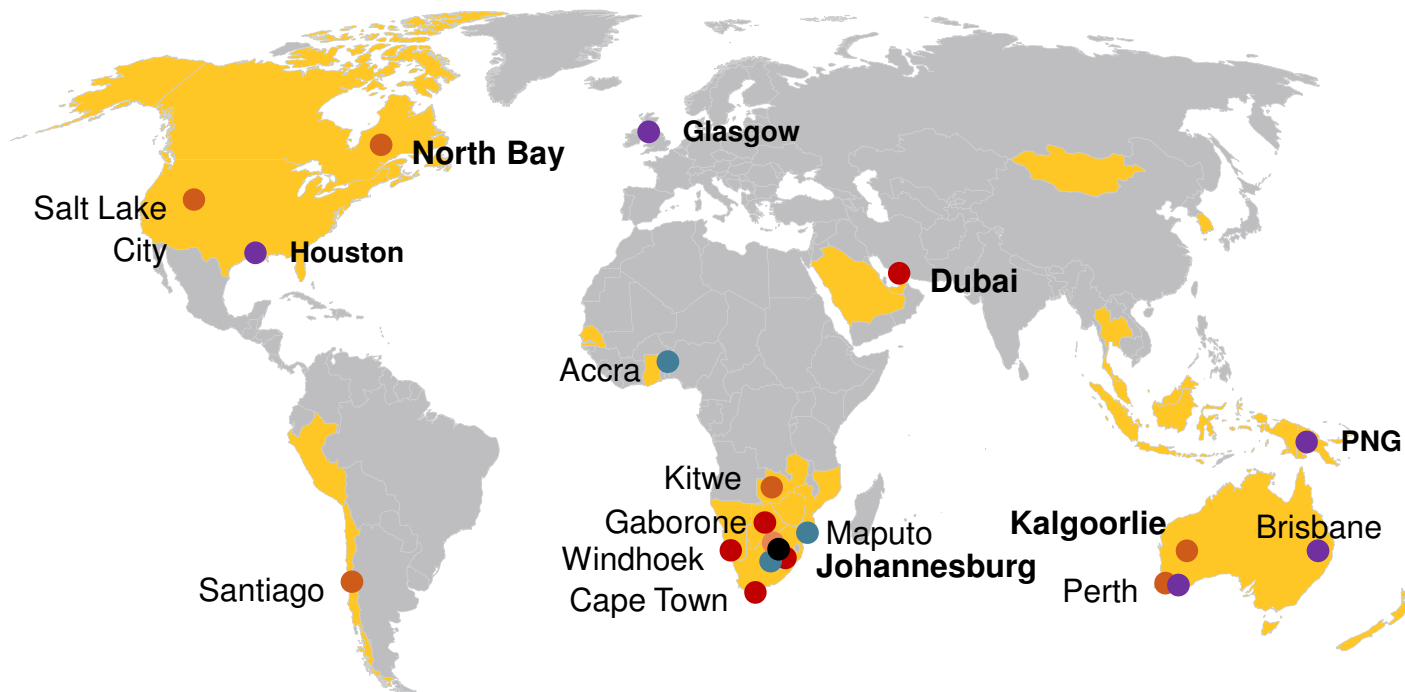 Glasgow
North Bay
Salt Lake
City
Houston
Dubai
Accra
PNG
Kitwe
Gaborone
Maputo
Kalgoorlie
Brisbane
Windhoek
Johannesburg
Santiago
Cape Town
Perth